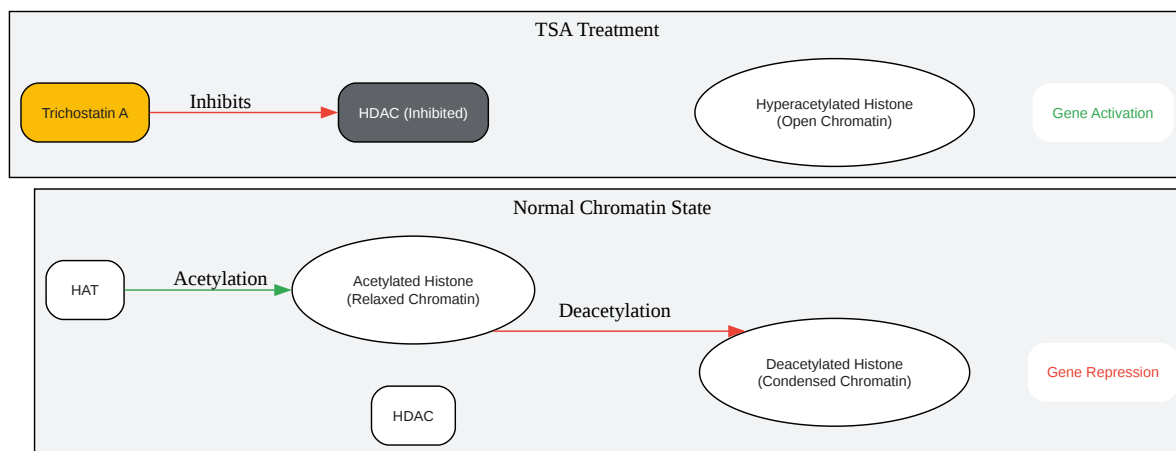 TSA Treatment
Trichostatin A
Inhibits
HDAC (Inhibited)
Hyperacetylated Histone
(Open Chromatin)
Gene Activation
Normal Chromatin State
HAT
Acetylation
Acetylated Histone
(Relaxed Chromatin)
Deacetylation
Deacetylated Histone
(Condensed Chromatin)
Gene Repression
HDAC